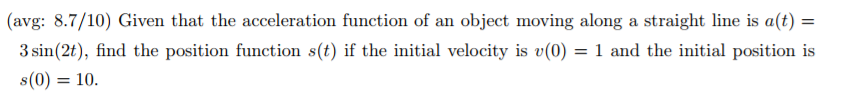 (avg: 8.7/10) Given that the acceleration function of an object moving along a straight line is a(t) =
3 sin(2t), find the position function s(t) if the initial velocity is v(0) = 1 and the initial position is
s(0) = 10.